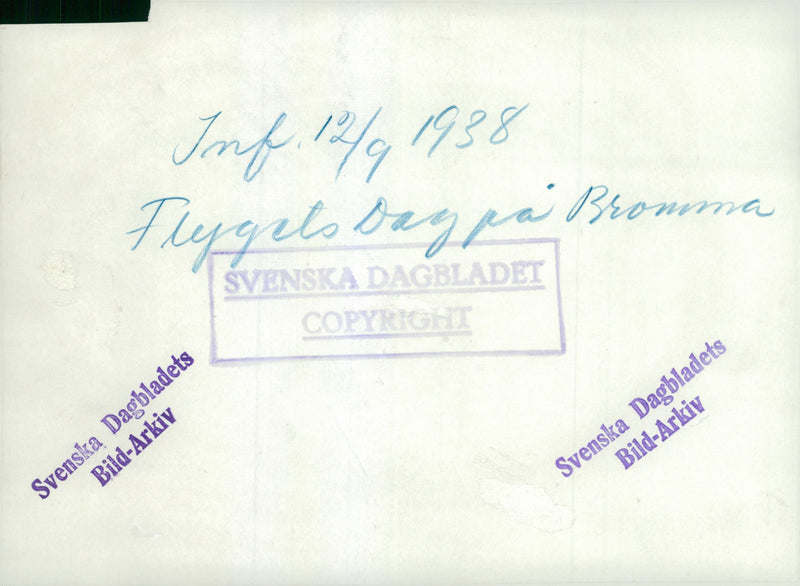 Inf. 12/9 1938
Flygets Dag på Bromma
SVENSKA DAGBLADET
COPYRIGHT
Svenska Dagbladets
Bild-Arkiv
Svenska Dagbladets
Bild-Arkiv